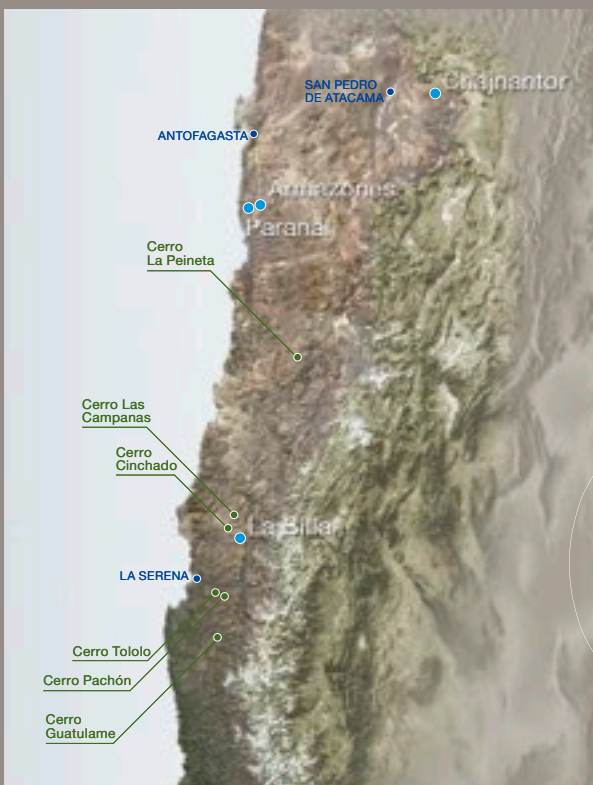 SAN PEDRO
DE ATACAMA
Chajnantor
ANTOFAGASTA
Armazones
Paranal
Cerro
La Peineta
Cerro Las
Campanas
Cerro
Cinchado
La Silla
LA SERENA
Cerro Tololo
Cerro Pachón
Cerro
Guatulame